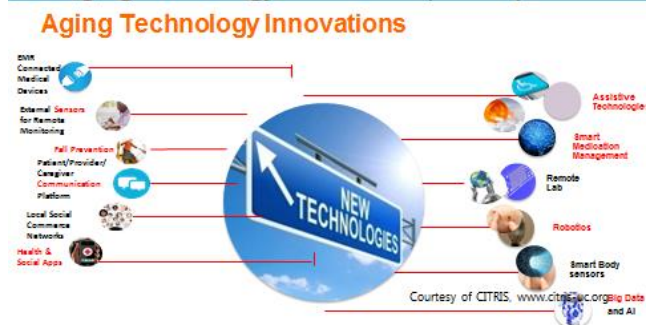 Aging Technology Innovations
EMR
Connected
Medical
Devices
External Sensors
for Remote
Monitoring
Fall Prevention
Patient/Provider/
Caregiver
Communication
Platform
Local Social
Commerce
Networks
Health &
Social Apps
NEW
TECHNOLOGIES
Assistive
Technologie
Smart
Medication
Management
Remote
Lab
Robotics
Smart Body
sensors
Courtesy of CITRIS, www.citris-uc.org
Big Data
and AI